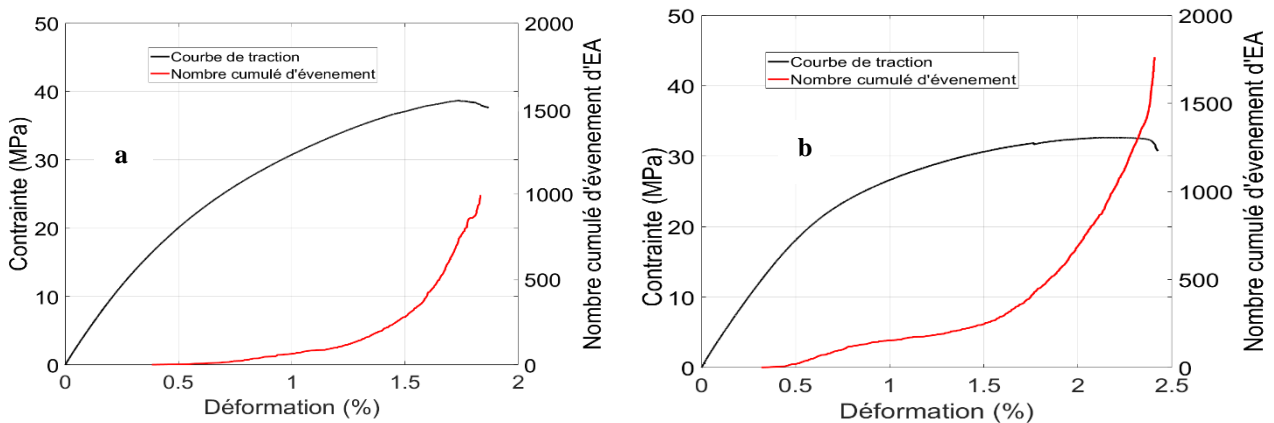 50
40
30
20
10
0
Contrainte (MPa)
2000
1500
1000
500
0
Nombre cumulé d'évenement d'EA
Courbe de traction
Nombre cumulé d'évenement
a
0
0.5
1
1.5
2
Déformation (%)
50
40
30
20
10
0
Contrainte (MPa)
2000
1500
1000
500
0
Nombre cumulé d'évenement d'EA
Courbe de traction
Nombre cumulé d'évenement
b
0
0.5
1
1.5
2
2.5
Déformation (%)